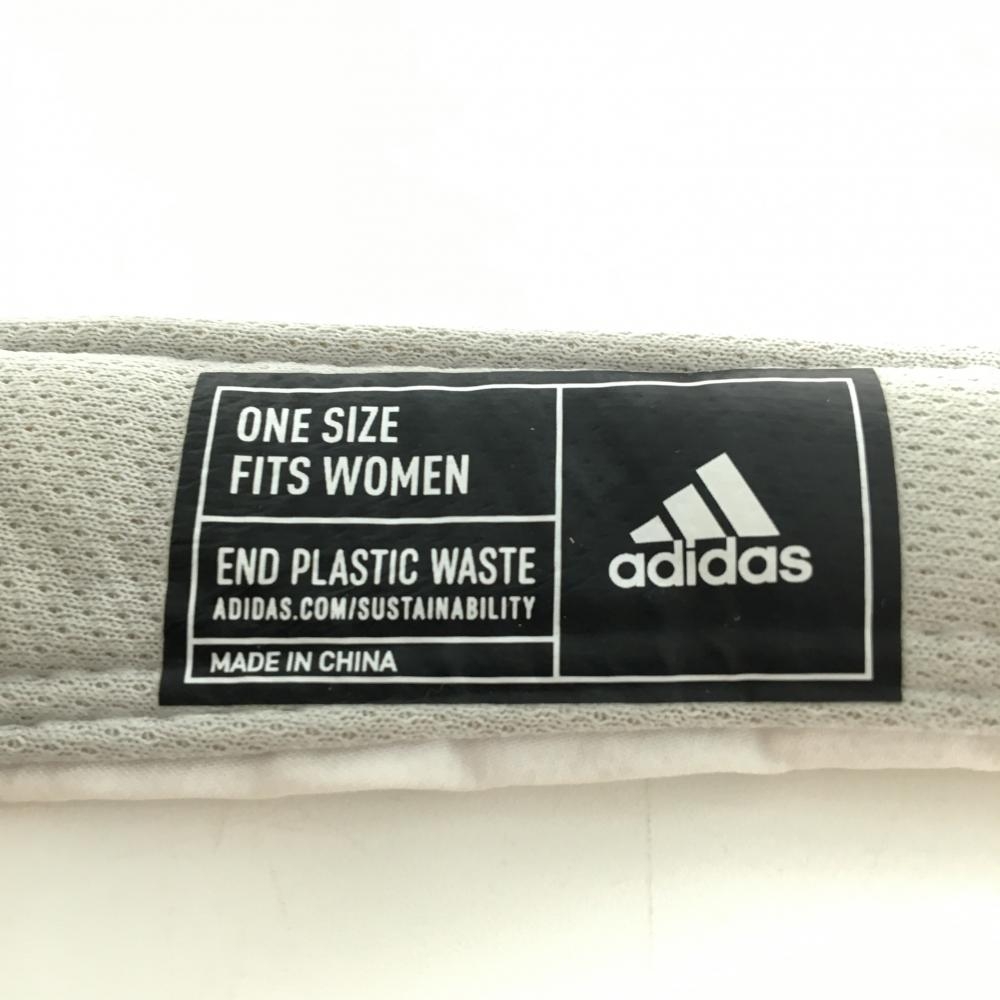 ONE SIZE
FITS WOMEN
END PLASTIC WASTE
ADIDAS.COM/SUSTAINABILITY
MADE IN CHINA
adidas